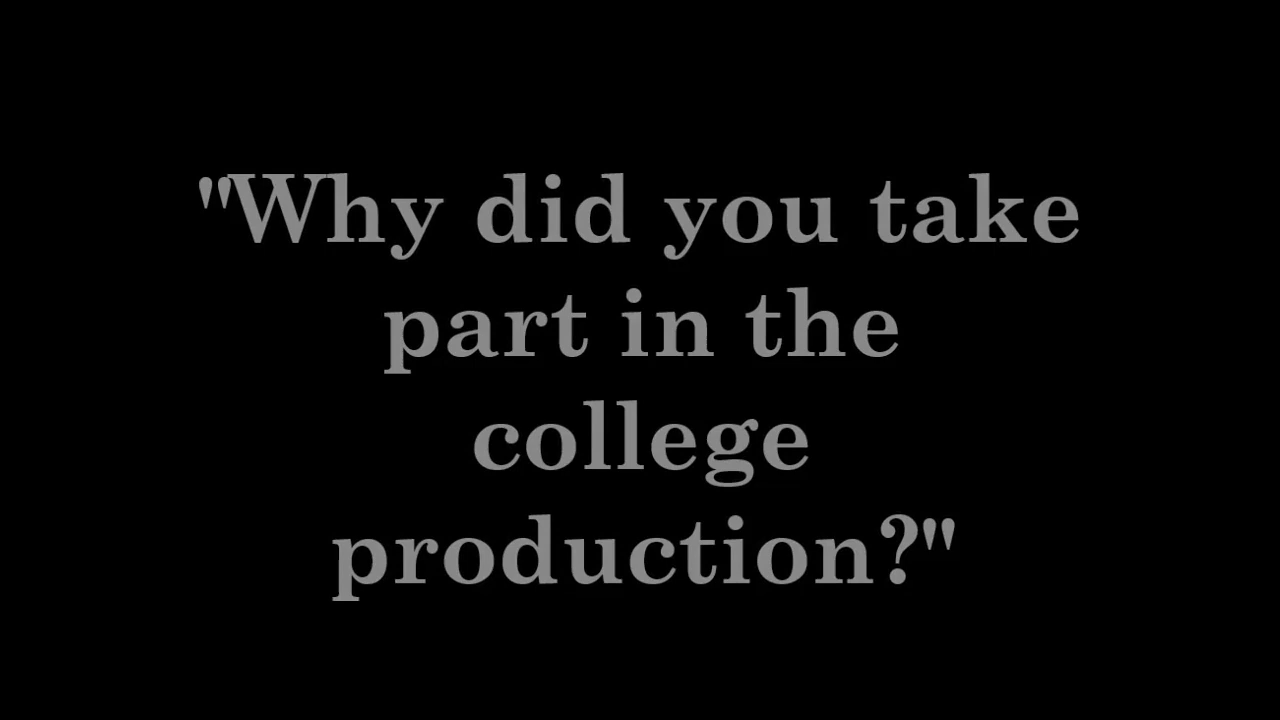 "Why did you take
part in the
college
production?"